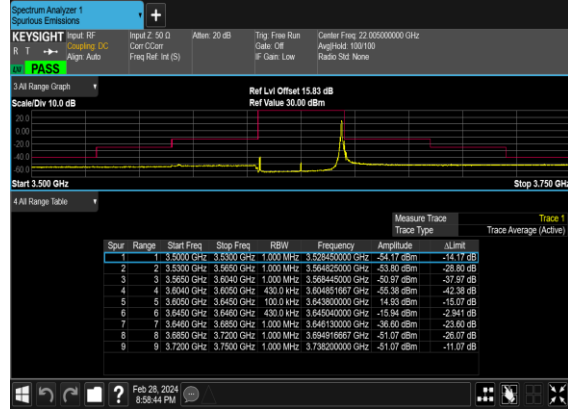 Spectrum Analyzer 1
Spurious Emissions
KEYSIGHT Input: RF Input Z: 50 Ω Atten: 20 dB Trig: Free Run Center Freq: 22.005000000 GHz
R T Coupling: DC Corr CCorr Gate: Off Avg|Hold: 100/100
Align: Auto Freq Ref: Int (S) IF Gain: Low Radio Std: None
PASS
3 All Range Graph
Ref Lvl Offset 15.83 dB
Scale/Div 10.0 dB Ref Value 30.00 dBm
20.0
0.00
-20.0
-40.0
-60.0
Start 3.500 GHz Stop 3.750 GHz
4 All Range Table
Measure Trace Trace 1
Trace Type Trace Average (Active)
Spur Range Start Freq Stop Freq RBW Frequency Amplitude ΔLimit
1 1 3.5000 GHz 3.5300 GHz 1.000 MHz 3.528450000 GHz -54.17 dBm -14.17 dB
2 2 3.5300 GHz 3.5650 GHz 1.000 MHz 3.564825000 GHz -53.80 dBm -28.80 dB
3 3 3.5650 GHz 3.6040 GHz 1.000 MHz 3.568445000 GHz -50.97 dBm -37.97 dB
4 4 3.6040 GHz 3.6050 GHz 430.0 kHz 3.604851667 GHz -55.38 dBm -42.38 dB
5 5 3.6050 GHz 3.6450 GHz 100.0 kHz 3.643800000 GHz 14.93 dBm -15.07 dB
6 6 3.6450 GHz 3.6460 GHz 430.0 kHz 3.645040000 GHz -15.94 dBm -2.941 dB
7 7 3.6460 GHz 3.6850 GHz 1.000 MHz 3.646130000 GHz -36.60 dBm -23.60 dB
8 8 3.6850 GHz 3.7200 GHz 1.000 MHz 3.694916667 GHz -51.07 dBm -26.07 dB
9 9 3.7200 GHz 3.7500 GHz 1.000 MHz 3.738200000 GHz -51.07 dBm -11.07 dB
Feb 28, 2024
8:58:44 PM